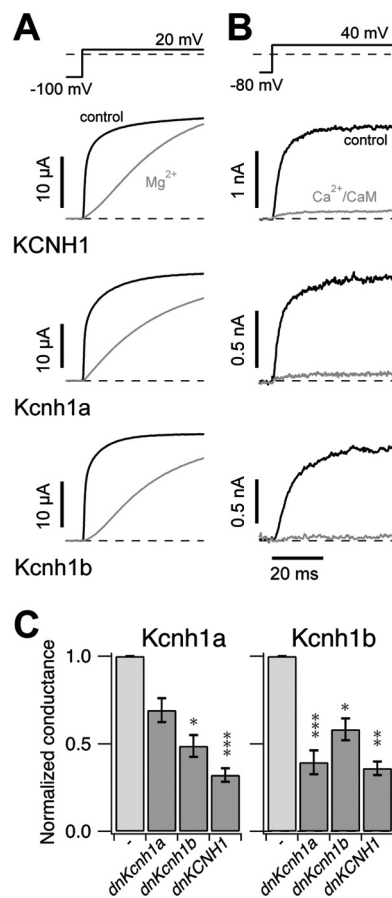 A
B
20 mV
40 mV
-100 mV
-80 mV
control
control
10 µA
Mg2+
1 nA
Ca2+/CaM
KCNH1
10 µA
0.5 nA
Kcnh1a
10 µA
0.5 nA
Kcnh1b
20 ms
C
Kcnh1a
Kcnh1b
Normalized conductance
1.0
0.5
0.0
*
***
***
*
**
-
dnKcnh1a
dnKcnh1b
dnKCNH1
-
dnKcnh1a
dnKcnh1b
dnKCNH1